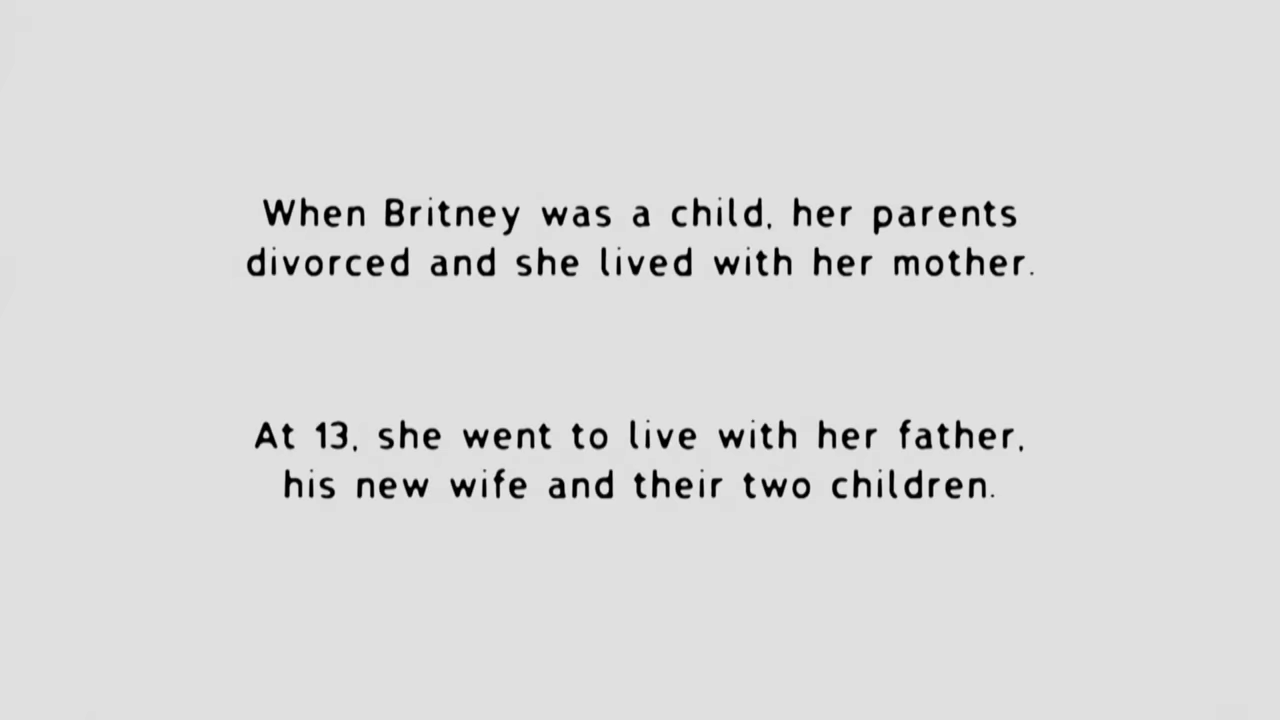 When Britney was a child, her parents
divorced and she lived with her mother.
At 13, she went to live with her father,
his new wife and their two children.